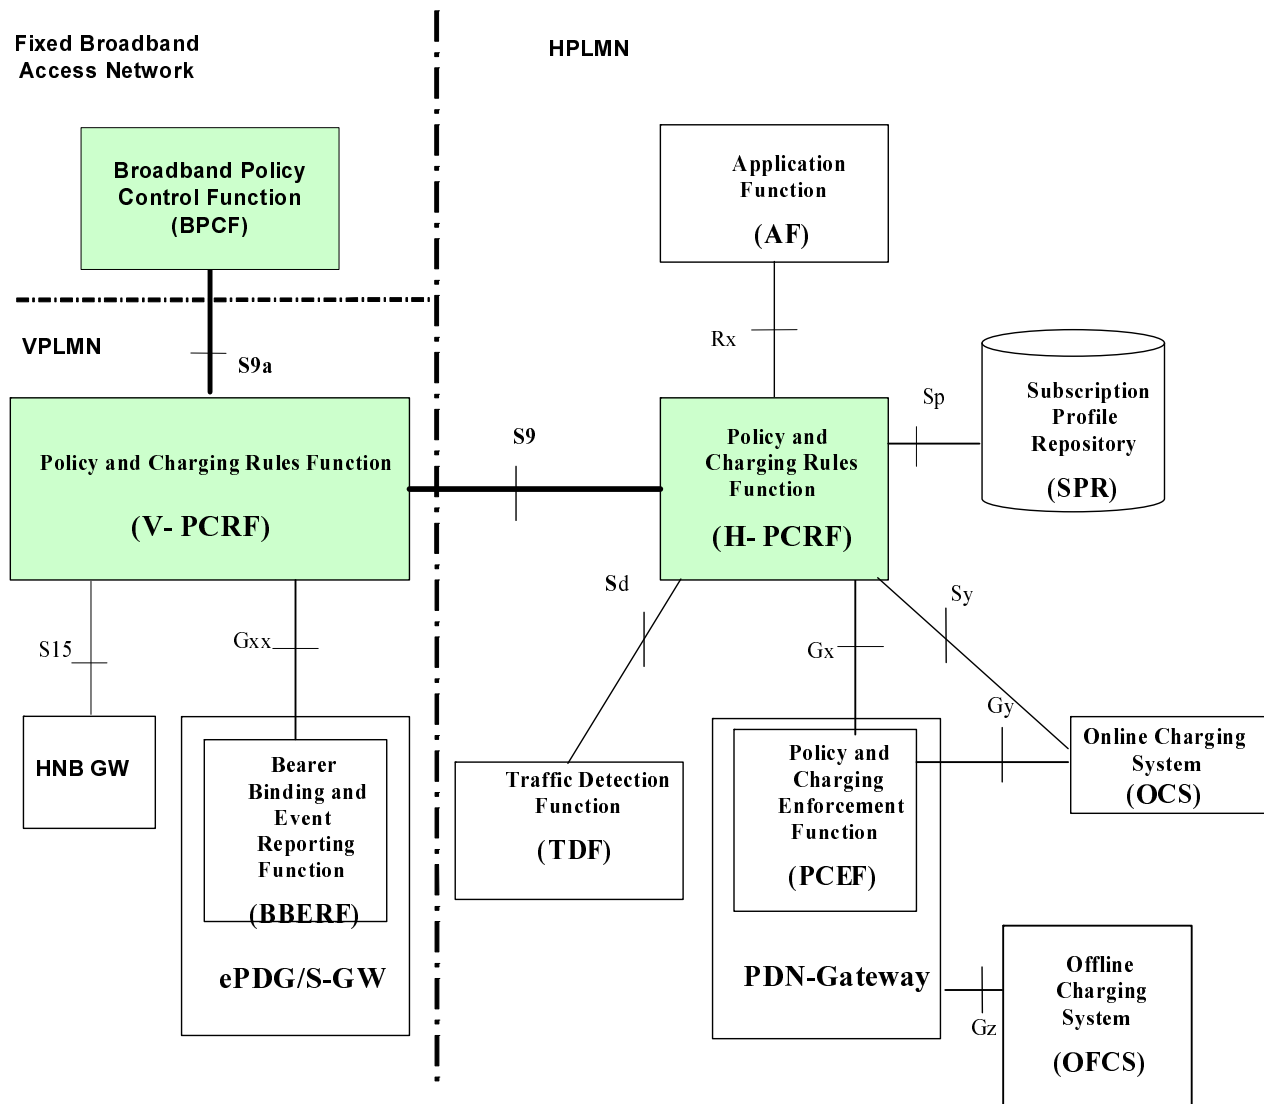 Fixed Broadband
Access Network
HPLMN
Broadband Policy
Control Function
(BPCF)
Application
Function
(AF)
VPLMN
S9a
Rx
Policy and Charging Rules Function
(V- PCRF)
S9
Policy and
Charging Rules
Function
(H- PCRF)
Sp
Subscription
Profile
Repository
(SPR)
S15
Gxx
Sd
Gx
Sy
Gy
HNB GW
Bearer
Binding and
Event
Reporting
Function
(BBERF)
ePDG/S-GW
Traffic Detection
Function
(TDF)
Policy and
Charging
Enforcement
Function
(PCEF)
PDN-Gateway
Online Charging
System
(OCS)
Gz
Offline
Charging
System
(OFCS)